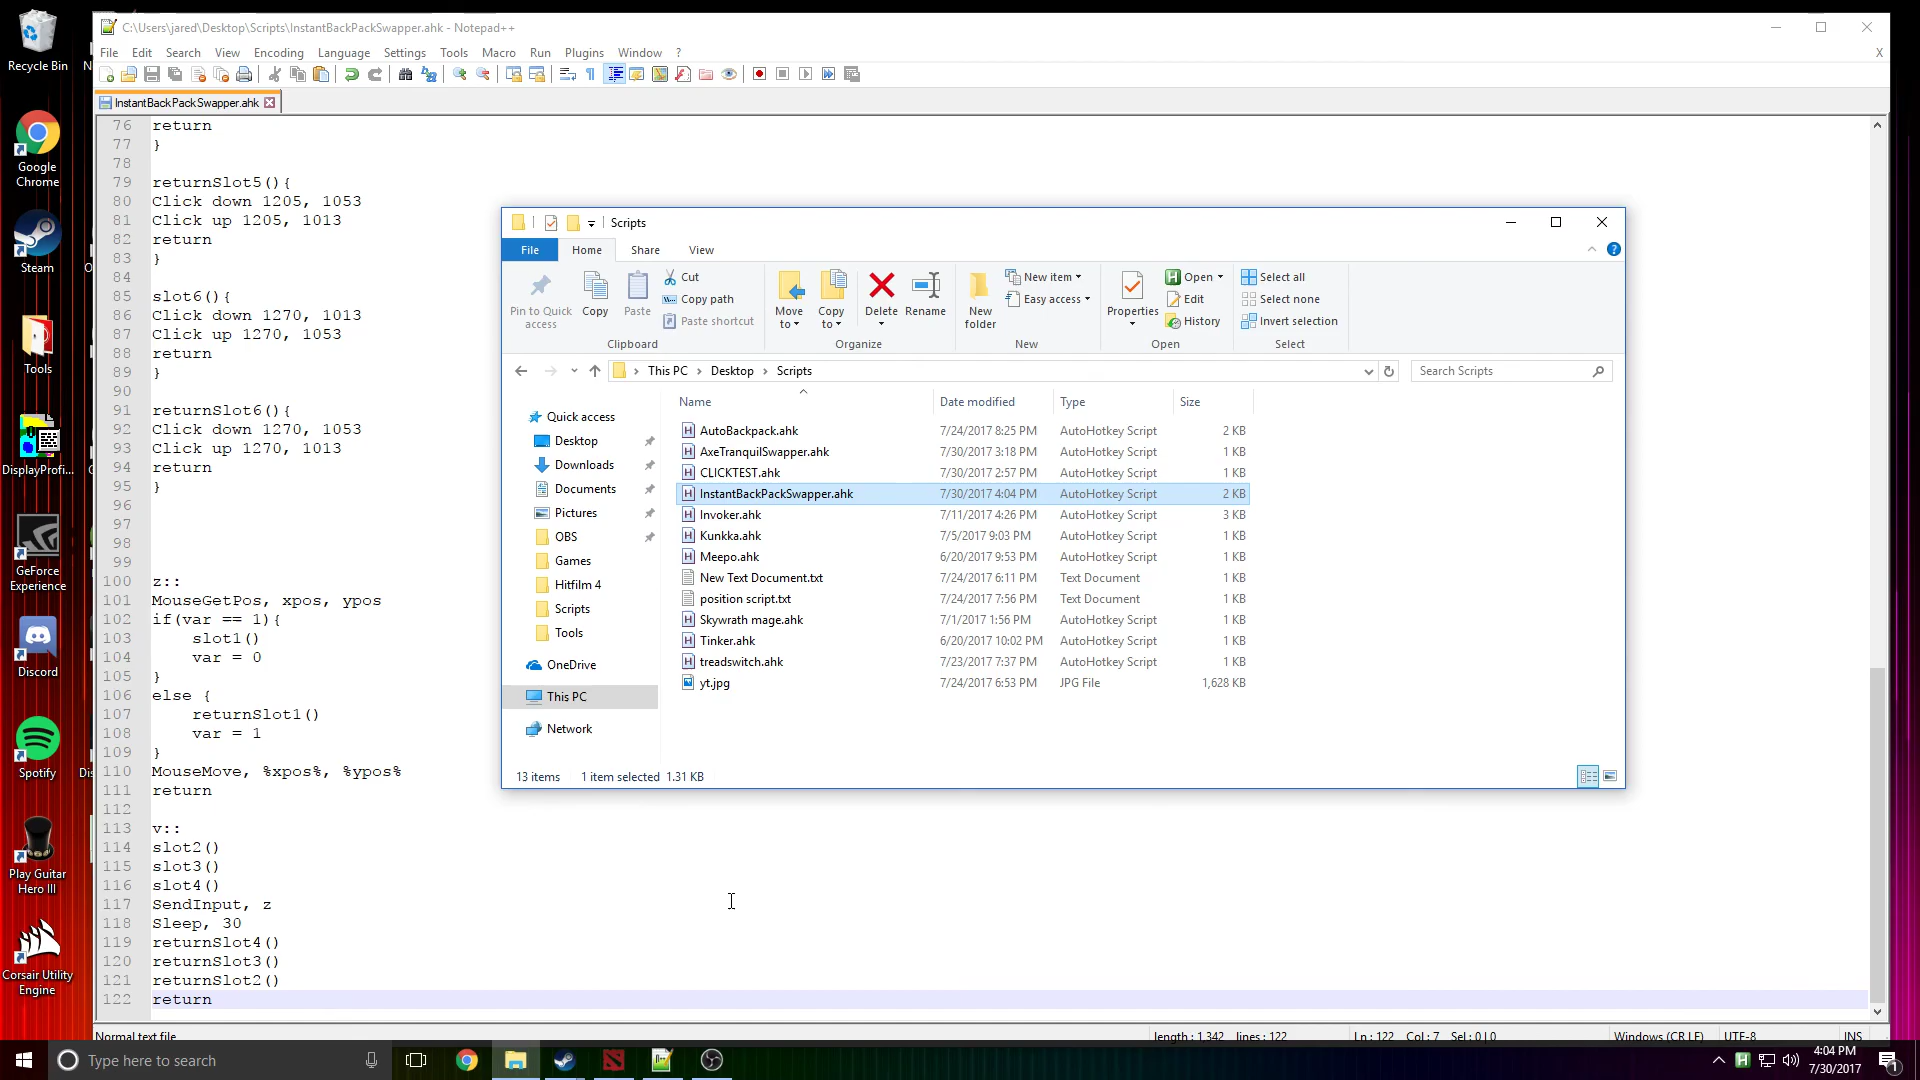 C:\Users\jared\Desktop\Scripts\InstantBackPackSwapper.ahk - Notepad++
File Edit Search View Encoding Language Settings Tools Macro Run Plugins Window ?
X
InstantBackPackSwapper.ahk
76 return
77 }
78
79 returnSlot5(){
80 Click down 1205, 1053
81 Click up 1205, 1013
82 return
83 }
84
85 slot6(){
86 Click down 1270, 1013
87 Click up 1270, 1053
88 return
89 }
90
91 returnSlot6(){
92 Click down 1270, 1053
93 Click up 1270, 1013
94 return
95 }
96
97
98
99
100 z::
101 MouseGetPos, xpos, ypos
102 if(var == 1){
103 slot1()
104 var = 0
105 }
106 else {
107 returnSlot1()
108 var = 1
109 }
110 MouseMove, %xpos%, %ypos%
111 return
112
113 v::
114 slot2()
115 slot3()
116 slot4()
117 SendInput, z
118 Sleep, 30
119 returnSlot4()
120 returnSlot3()
121 returnSlot2()
122 return
Normal text file
length : 1,342 lines : 122
Ln : 122 Col : 7 Sel : 0 | 0
Windows (CR LF)
UTF-8
INS
Recycle Bin
Google
Chrome
Steam
Tools
DisplayProfi...
GeForce
Experience
Discord
Spotify
Play Guitar
Hero III
Corsair Utility
Engine
Scripts
File Home Share View
Pin to Quick
access
Copy
Paste
Cut
Copy path
Paste shortcut
Clipboard
Move
to
Copy
to
Delete
Rename
Organize
New
folder
New item
Easy access
New
Properties
Open
Edit
History
Open
Select all
Select none
Invert selection
Select
This PC > Desktop > Scripts
Search Scripts
Quick access
Desktop
Downloads
Documents
Pictures
OBS
Games
Hitfilm 4
Scripts
Tools
OneDrive
This PC
Network
Name Date modified Type Size
AutoBackpack.ahk 7/24/2017 8:25 PM AutoHotkey Script 2 KB
AxeTranquilSwapper.ahk 7/30/2017 3:18 PM AutoHotkey Script 1 KB
CLICKTEST.ahk 7/30/2017 2:57 PM AutoHotkey Script 1 KB
InstantBackPackSwapper.ahk 7/30/2017 4:04 PM AutoHotkey Script 2 KB
Invoker.ahk 7/11/2017 4:26 PM AutoHotkey Script 3 KB
Kunkka.ahk 7/5/2017 9:03 PM AutoHotkey Script 1 KB
Meepo.ahk 6/20/2017 9:53 PM AutoHotkey Script 1 KB
New Text Document.txt 7/24/2017 6:11 PM Text Document 1 KB
position script.txt 7/24/2017 7:56 PM Text Document 1 KB
Skywrath mage.ahk 7/1/2017 1:56 PM AutoHotkey Script 1 KB
Tinker.ahk 6/20/2017 10:02 PM AutoHotkey Script 1 KB
treadswitch.ahk 7/23/2017 7:37 PM AutoHotkey Script 1 KB
yt.jpg 7/24/2017 6:53 PM JPG File 1,628 KB
13 items 1 item selected 1.31 KB
Type here to search
4:04 PM
7/30/2017
1